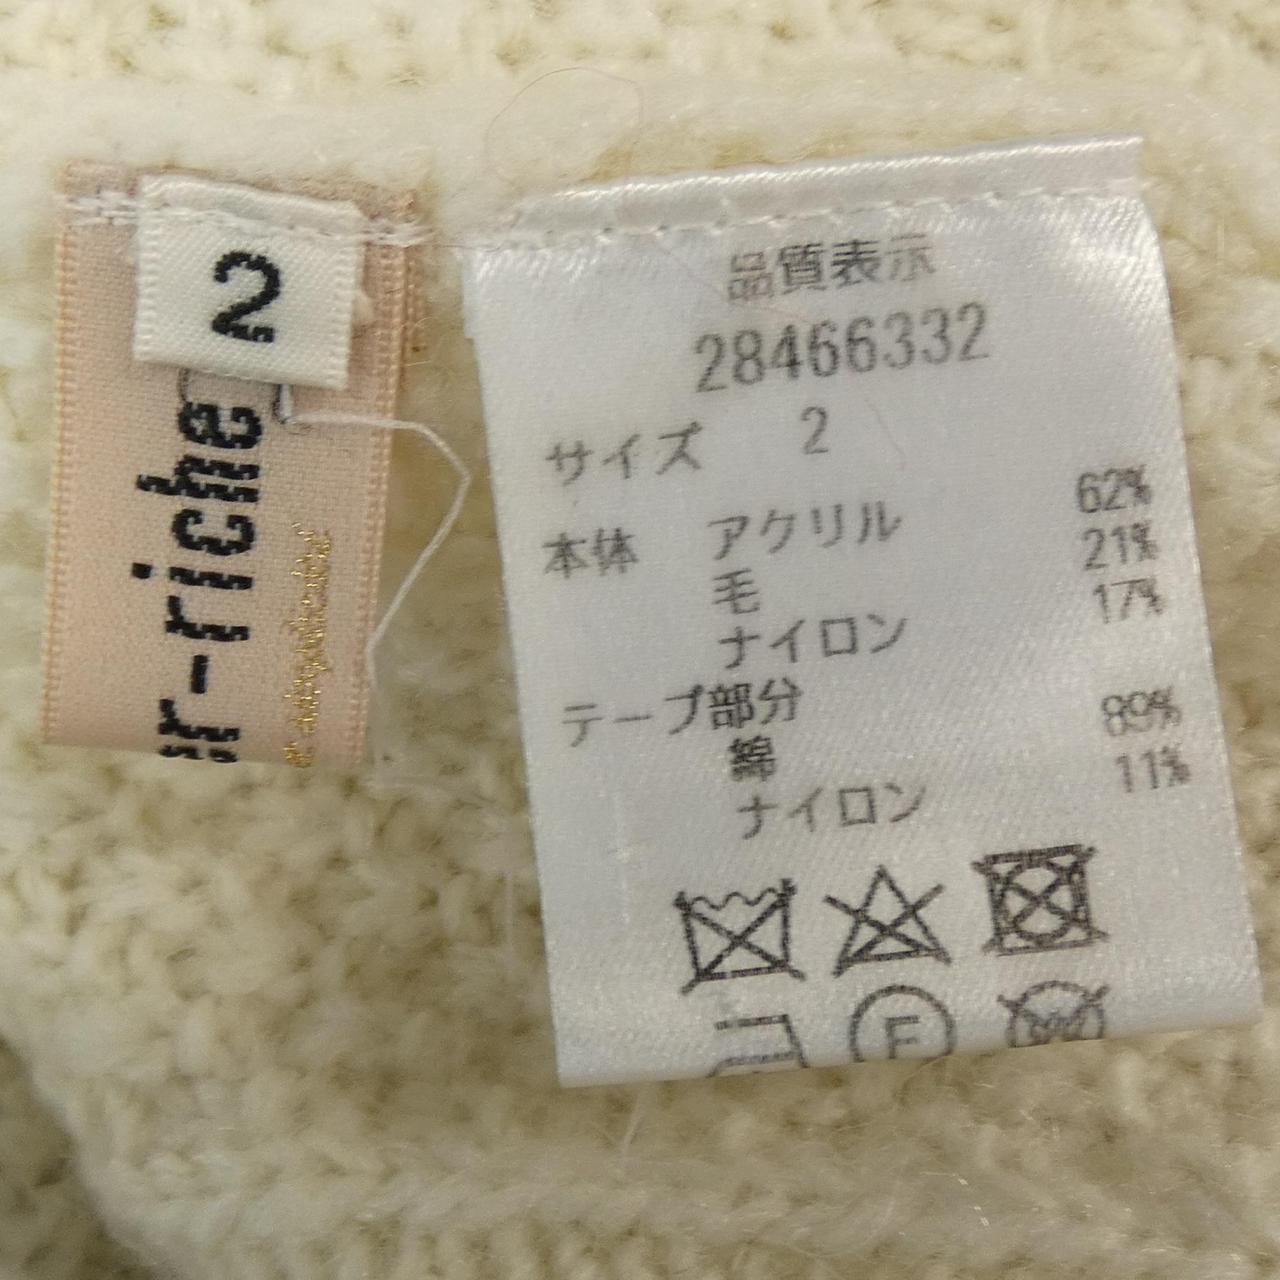 2
er-riche
品質表示
28466332
サイズ 2
本体 アクリル 62%
毛 21%
ナイロン 17%
テープ部分
綿 89%
ナイロン 11%
F
W